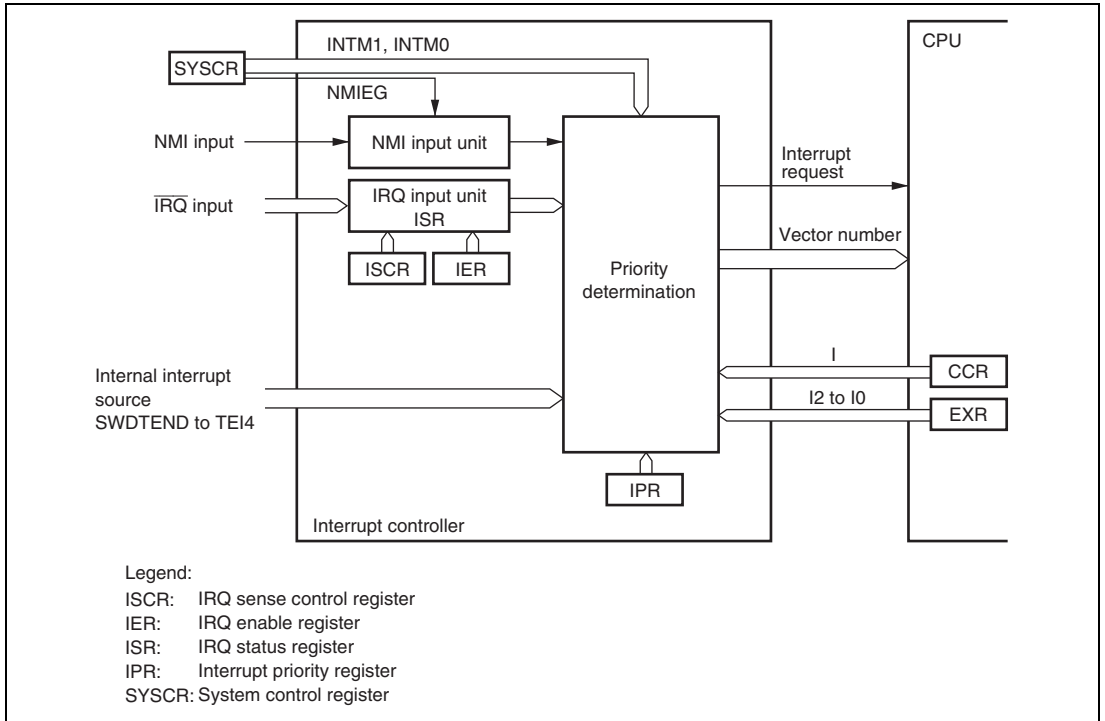 INTM1, INTM0
CPU
SYSCR
NMIEG
NMI input
NMI input unit
Interrupt
request
IRQ input
IRQ input unit
ISR
Vector number
ISCR
IER
Priority
determination
I
CCR
Internal interrupt
source
SWDTEND to TEI4
I2 to I0
EXR
IPR
Interrupt controller
Legend:
ISCR: IRQ sense control register
IER: IRQ enable register
ISR: IRQ status register
IPR: Interrupt priority register
SYSCR: System control register